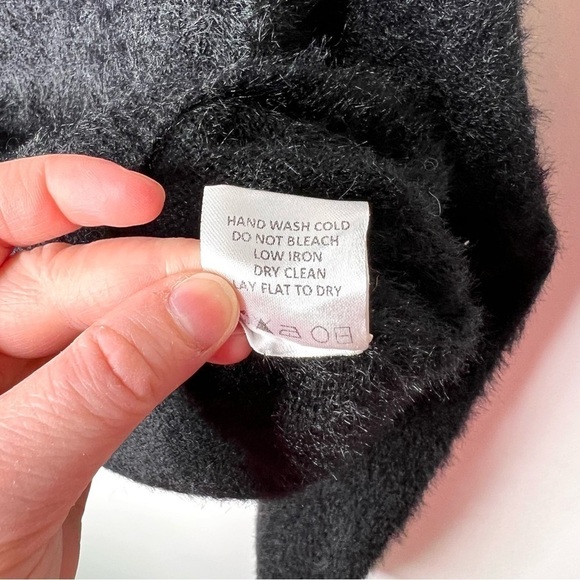 HAND WASH COLD
DO NOT BLEACH
LOW IRON
DRY CLEAN
LAY FLAT TO DRY